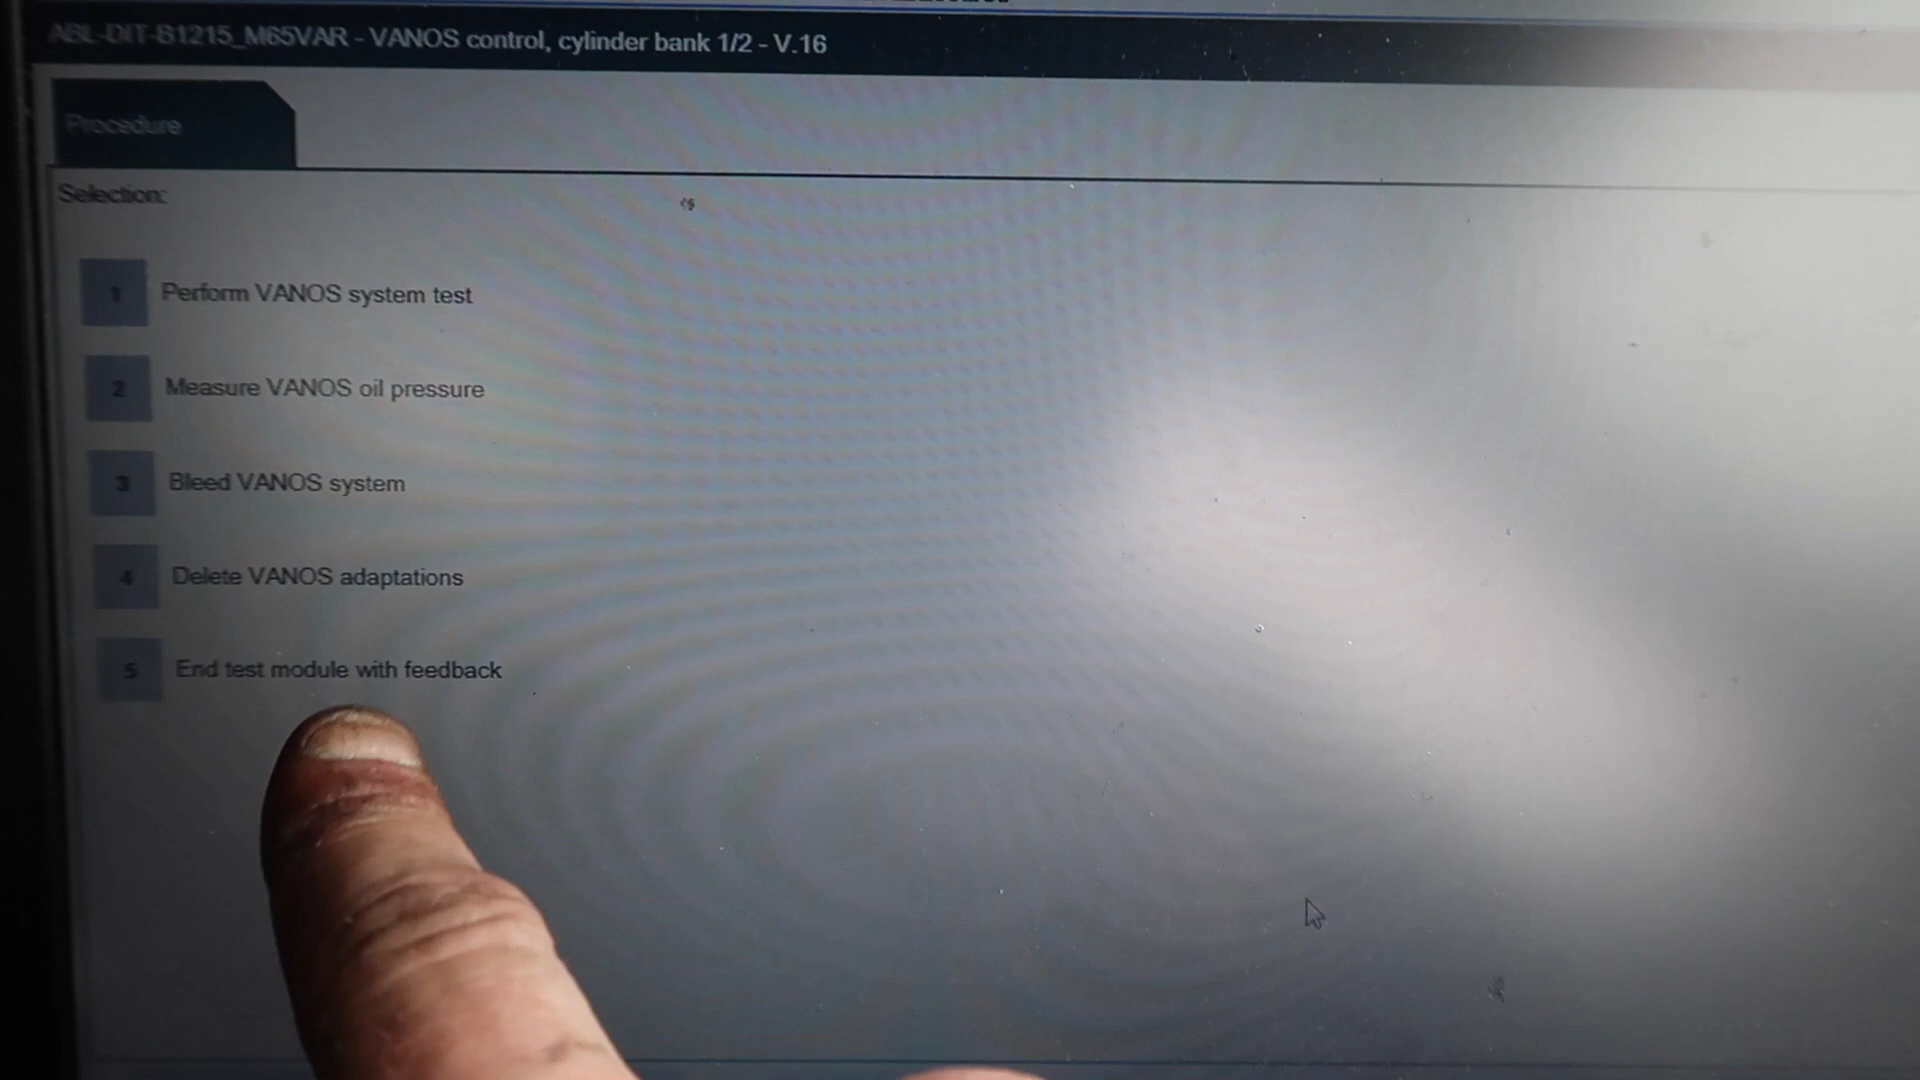 ABL-DIT-B1215_M65VAR - VANOS control, cylinder bank 1/2 - V.16
Procedure
Selection:
1 Perform VANOS system test
2 Measure VANOS oil pressure
3 Bleed VANOS system
4 Delete VANOS adaptations
5 End test module with feedback